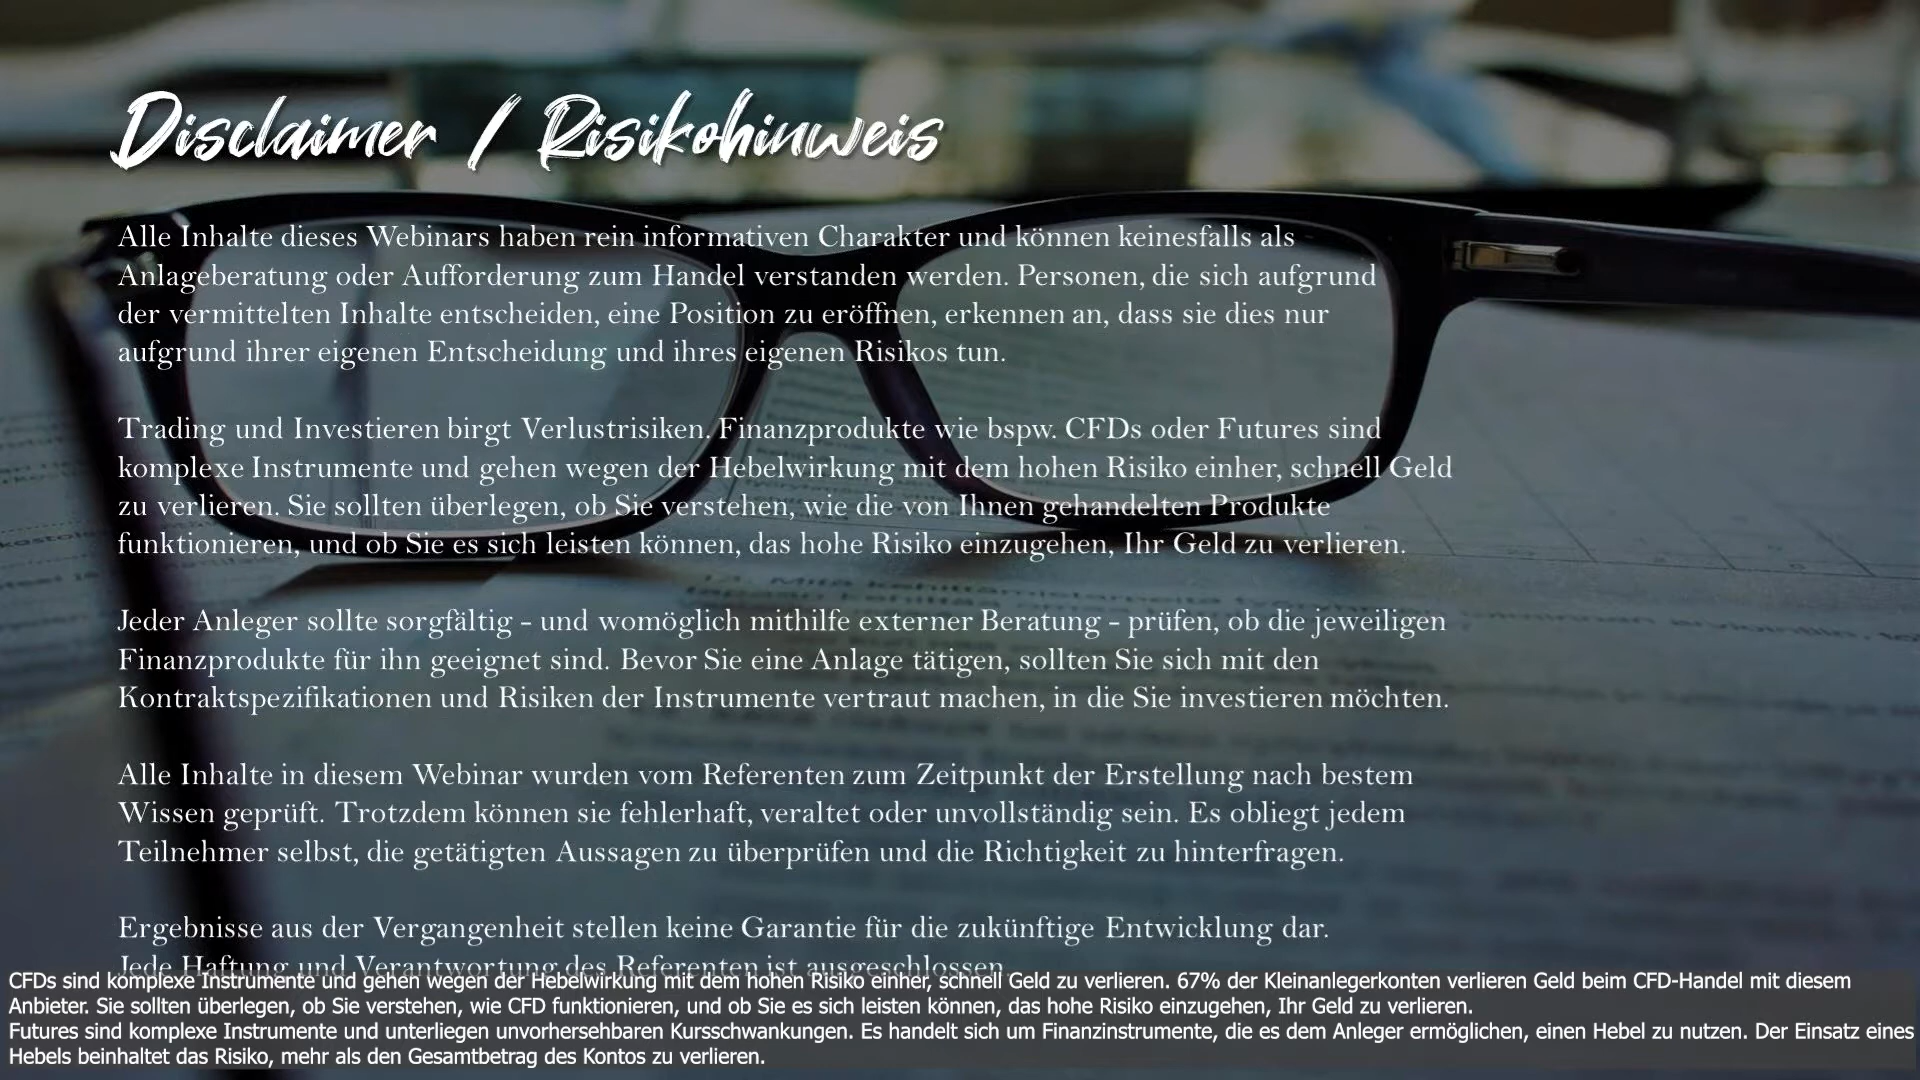 Disclaimer / Risikohinweis
Alle Inhalte dieses Webinars haben rein informativen Charakter und können keinesfalls als
Anlageberatung oder Aufforderung zum Handel verstanden werden. Personen, die sich aufgrund
der vermittelten Inhalte entscheiden, eine Position zu eröffnen, erkennen an, dass sie dies nur
aufgrund ihrer eigenen Entscheidung und ihres eigenen Risikos tun.
Trading und Investieren birgt Verlustrisiken. Finanzprodukte wie bspw. CFDs oder Futures sind
komplexe Instrumente und gehen wegen der Hebelwirkung mit dem hohen Risiko einher, schnell Geld
zu verlieren. Sie sollten überlegen, ob Sie verstehen, wie die von Ihnen gehandelten Produkte
funktionieren, und ob Sie es sich leisten können, das hohe Risiko einzugehen, Ihr Geld zu verlieren.
Jeder Anleger sollte sorgfältig - und womöglich mithilfe externer Beratung - prüfen, ob die jeweiligen
Finanzprodukte für ihn geeignet sind. Bevor Sie eine Anlage tätigen, sollten Sie sich mit den
Kontraktspezifikationen und Risiken der Instrumente vertraut machen, in die Sie investieren möchten.
Alle Inhalte in diesem Webinar wurden vom Referenten zum Zeitpunkt der Erstellung nach bestem
Wissen geprüft. Trotzdem können sie fehlerhaft, veraltet oder unvollständig sein. Es obliegt jedem
Teilnehmer selbst, die getätigten Aussagen zu überprüfen und die Richtigkeit zu hinterfragen.
Ergebnisse aus der Vergangenheit stellen keine Garantie für die zukünftige Entwicklung dar.
Jede Haftung und Verantwortung des Referenten ist ausgeschlossen.
CFDs sind komplexe Instrumente und gehen wegen der Hebelwirkung mit dem hohen Risiko einher, schnell Geld zu verlieren. 67% der Kleinanlegerkonten verlieren Geld beim CFD-Handel mit diesem
Anbieter. Sie sollten überlegen, ob Sie verstehen, wie CFD funktionieren, und ob Sie es sich leisten können, das hohe Risiko einzugehen, Ihr Geld zu verlieren.
Futures sind komplexe Instrumente und unterliegen unvorhersehbaren Kursschwankungen. Es handelt sich um Finanzinstrumente, die es dem Anleger ermöglichen, einen Hebel zu nutzen. Der Einsatz eines
Hebels beinhaltet das Risiko, mehr als den Gesamtbetrag des Kontos zu verlieren.